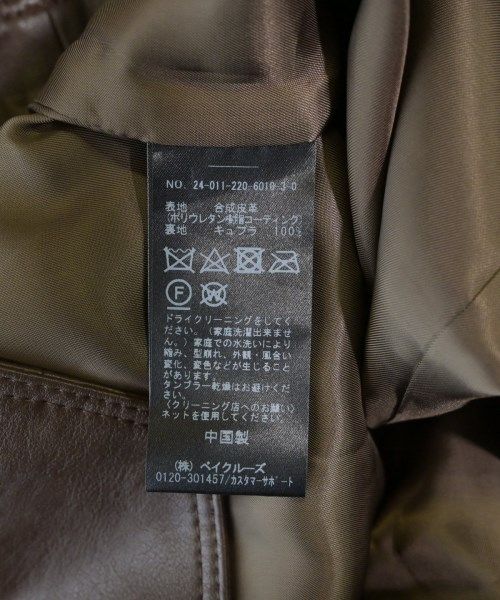 NO. 24-011-220-6010-3-0
表地 合成皮革
(ポリウレタン樹脂コーティング)
裏地 キュプラ 100%
F W
ドライクリーニングをしてく
ださい。(家庭洗濯出来ませ
ん。)家庭での水洗いにより
縮み、型崩れ、外観・風合い
変化、変色などが生じること
があります。
タンブラー乾燥はお避けくだ
さい。
〈クリーニング店へのお願い〉
ネットを使用してください。
中国製
(株) ベイクルーズ
0120-301457/カスタマーサポート